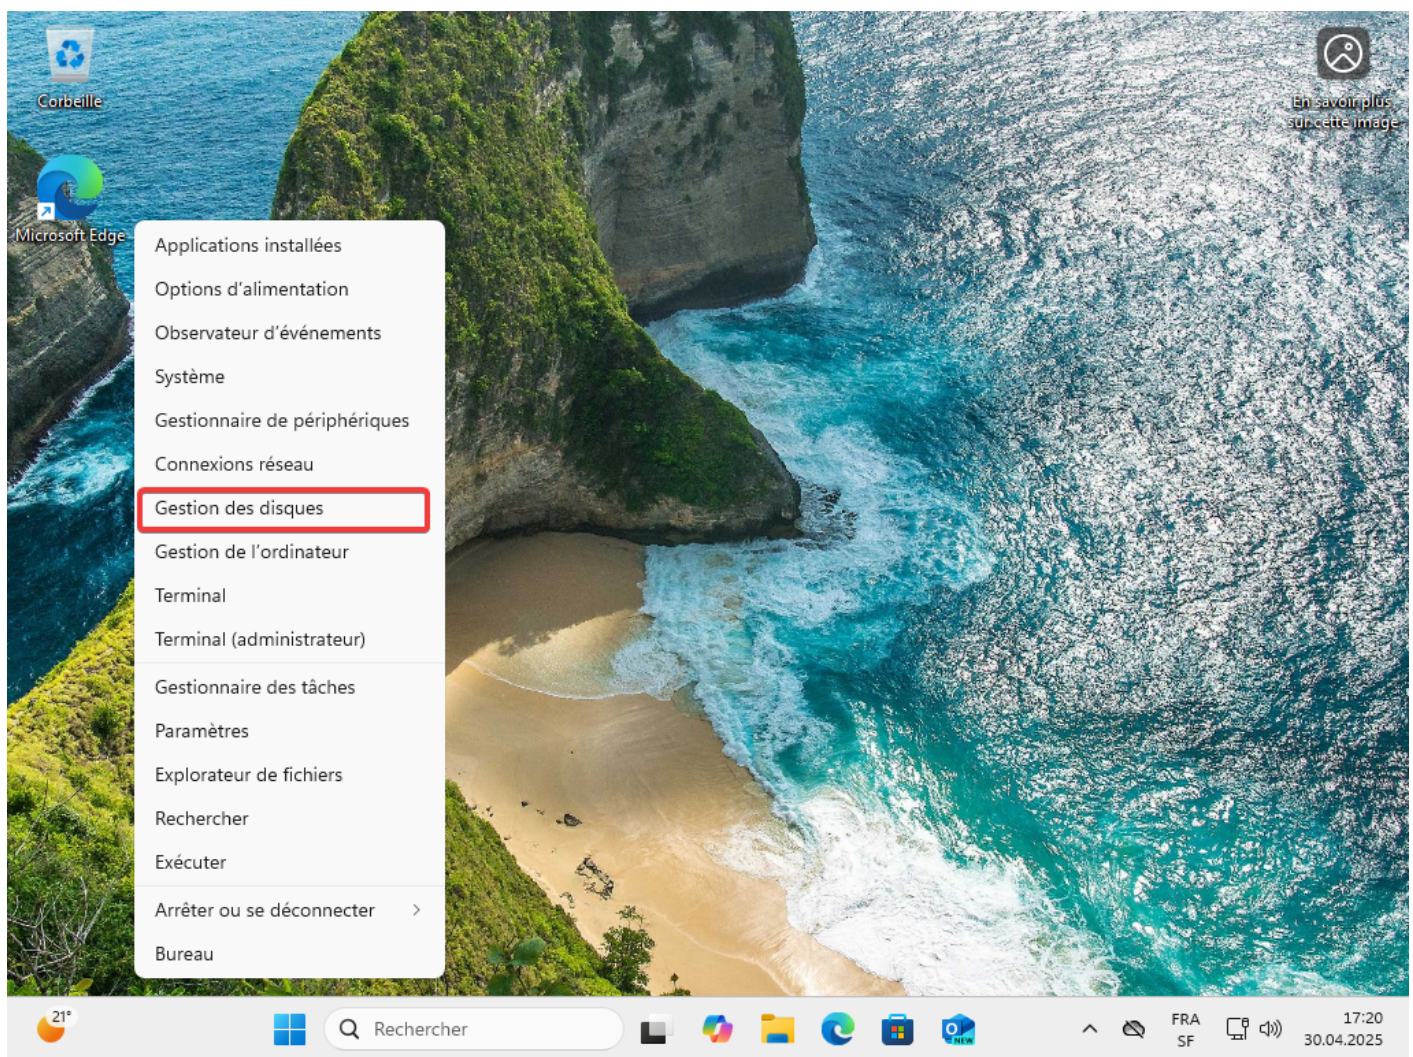 Corbeille
En savoir plus
sur cette image
Microsoft Edge
Applications installées
Options d’alimentation
Observateur d’événements
Système
Gestionnaire de périphériques
Connexions réseau
Gestion des disques
Gestion de l’ordinateur
Terminal
Terminal (administrateur)
Gestionnaire des tâches
Paramètres
Explorateur de fichiers
Rechercher
Exécuter
Arrêter ou se déconnecter
Bureau
21°
Rechercher
NEW
FRA
SF
17:20
30.04.2025